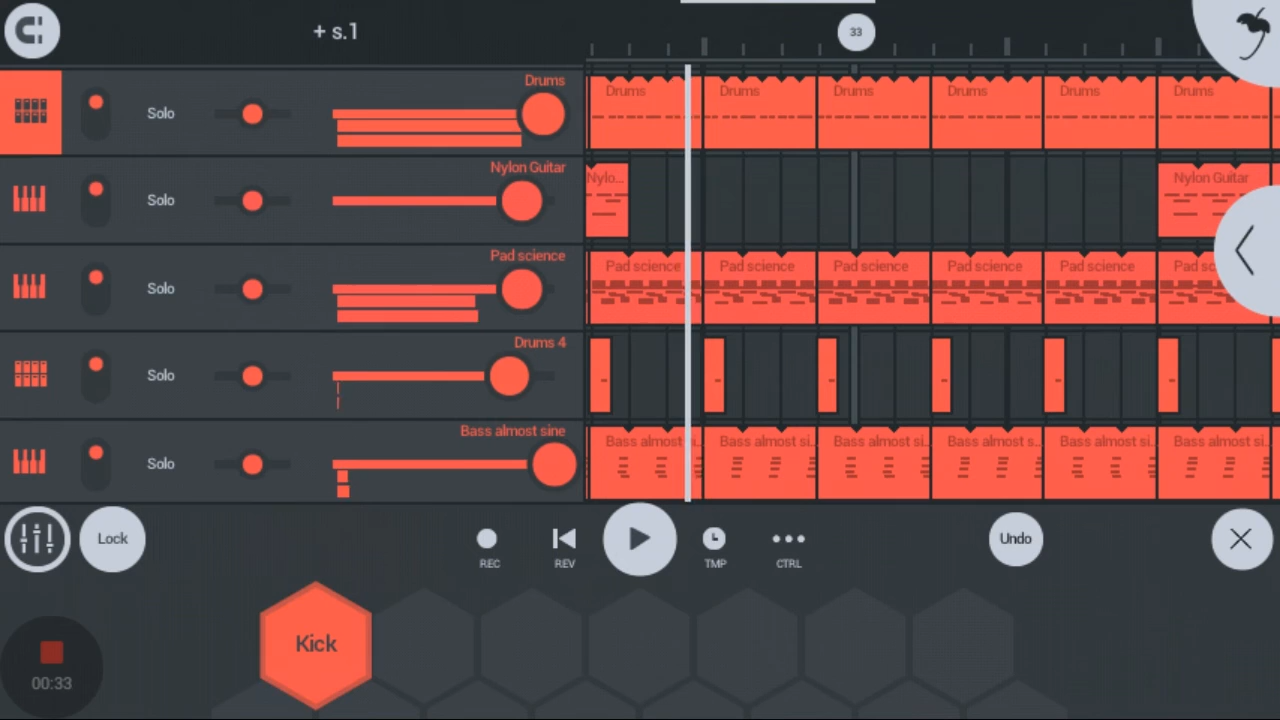 + s.1
33
Drums
Solo
Drums Drums Drums Drums Drums Drums
Nylon Guitar
Solo
Nylo... Nylon Guitar
Pad science
Solo
Pad science Pad science Pad science Pad science Pad science Pad sc
Drums 4
Solo
Bass almost sine
Solo
Bass almost Bass almost si... Bass almost si... Bass almost s... Bass almost s... Bass almost si...
Lock
REC
REV
TMP
CTRL
Undo
Kick
00:33